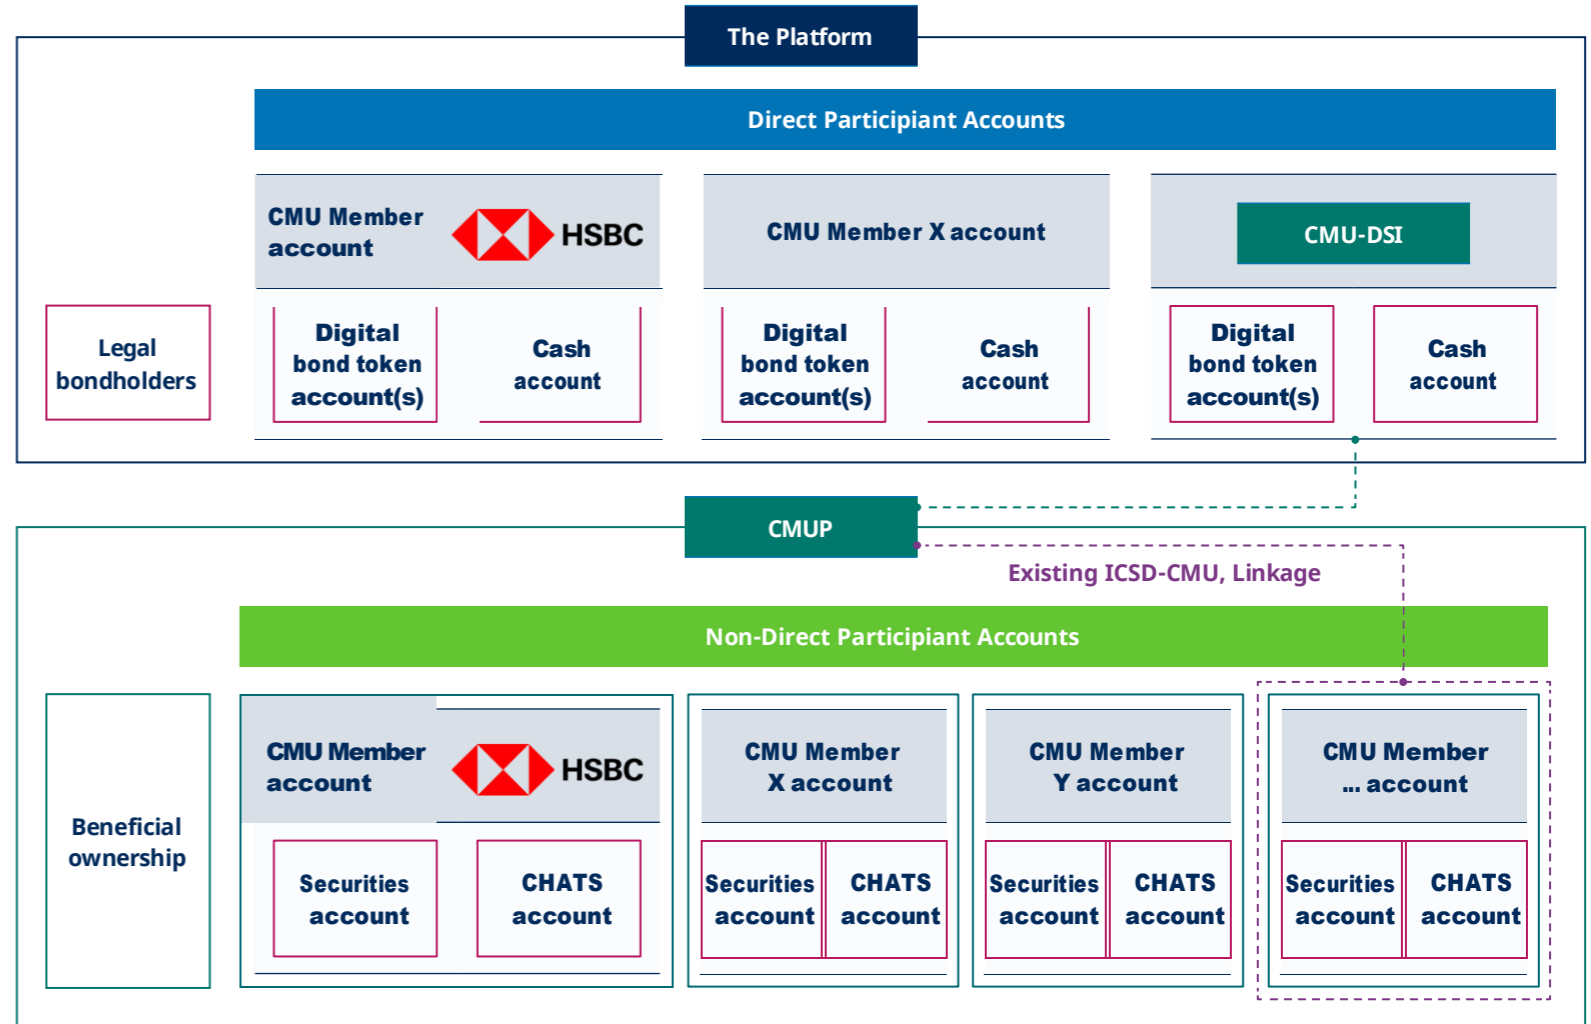 The Platform
Direct Participiant Accounts
CMU Member
account
HSBC
CMU Member X account
CMU-DSI
Legal
bondholders
Digital
bond token
account(s)
Cash
account
Digital
bond token
account(s)
Cash
account
Digital
bond token
account(s)
Cash
account
CMUP
Existing ICSD-CMU, Linkage
Non-Direct Participiant Accounts
Beneficial
ownership
CMU Member
account
HSBC
CMU Member
X account
CMU Member
Y account
CMU Member
... account
Securities
account
CHATS
account
Securities
account
CHATS
account
Securities
account
CHATS
account
Securities
account
CHATS
account